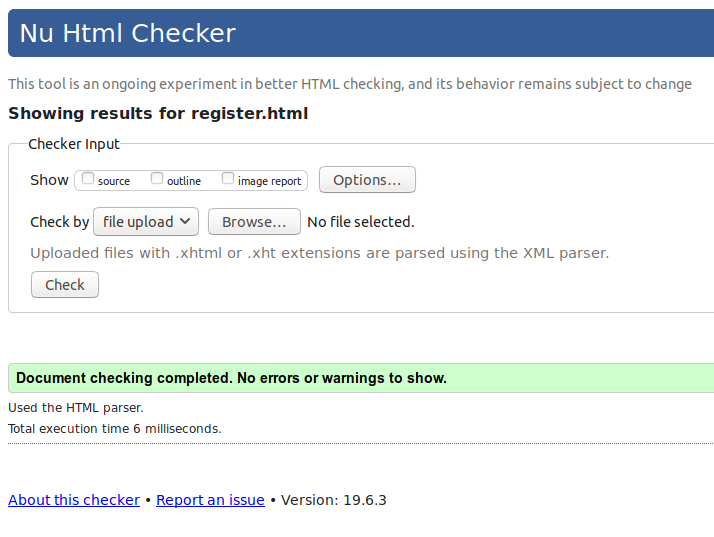 Nu Html Checker
This tool is an ongoing experiment in better HTML checking, and its behavior remains subject to change
Showing results for register.html
Checker Input
Show source outline image report Options...
Check by file upload Browse... No file selected.
Uploaded files with .xhtml or .xht extensions are parsed using the XML parser.
Check
Document checking completed. No errors or warnings to show.
Used the HTML parser.
Total execution time 6 milliseconds.
About this checker • Report an issue • Version: 19.6.3